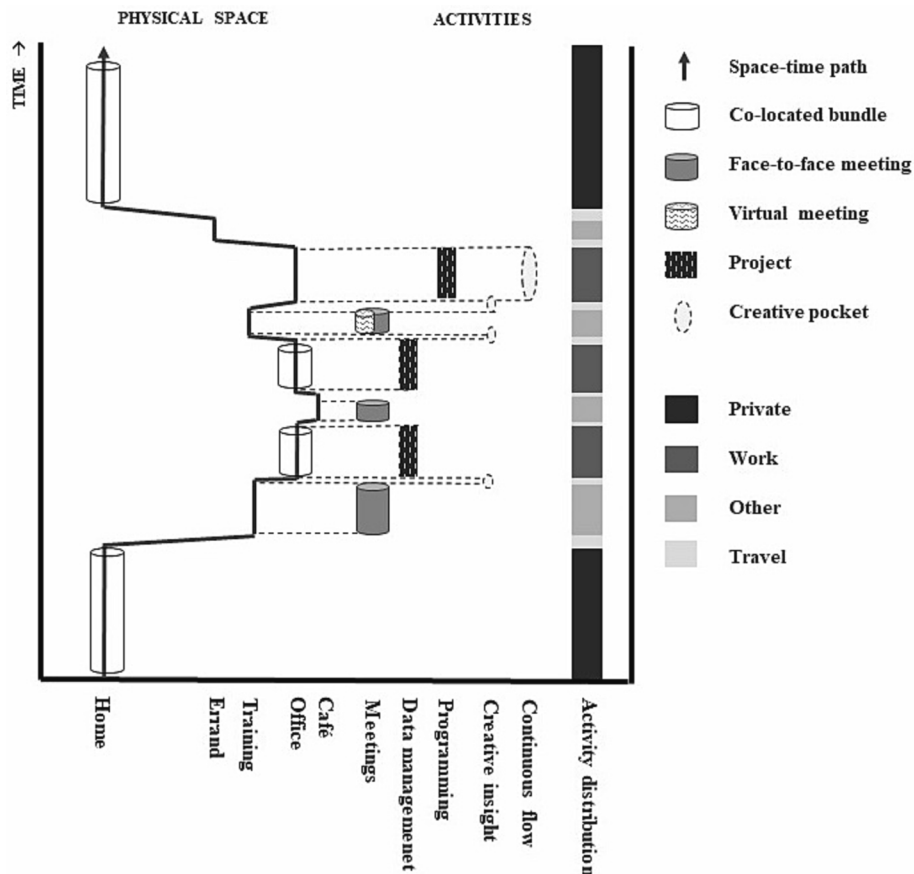 PHYSICAL SPACE
ACTIVITIES
TIME →
Space-time path
Co-located bundle
Face-to-face meeting
Virtual meeting
Project
Creative pocket
Private
Work
Other
Travel
Home
Errand
Training
Office
Café
Meetings
Data managemenet
Programming
Creative insight
Continuous flow
Activity distribution